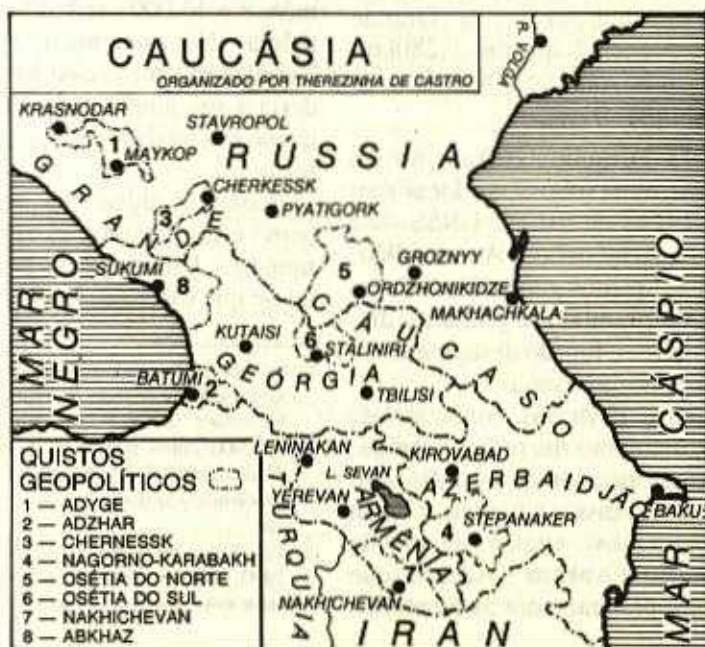 CAUCÁSIA
ORGANIZADO POR THEREZINHA DE CASTRO
R. VOLGA
KRASNODAR
STAVROPOL
1
MAYKOP
RÚSSIA
CHERKESSK
3
PYATIGORK
GRANDE
CÁUCASO
GROZNYY
5
ORDZHONIKIDZE
MAKHACHKALA
SUKUMI
8
MAR NEGRO
MAR CÁSPIO
KUTAISI
6
STALINIRI
GEÓRGIA
BATUMI
2
TBILISI
LENINAKAN
KIROVABAD
L. SEVAN
AZERBAIDJÃO
BAKU
TURQUIA
YEREVAN
ARMÊNIA
4
STEPANAKER
7
NAKHICHEVAN
IRAN
QUISTOS
GEOPOLÍTICOS
1 — ADYGE
2 — ADZHAR
3 — CHERNESSK
4 — NAGORNO-KARABAKH
5 — OSÉTIA DO NORTE
6 — OSÉTIA DO SUL
7 — NAKHICHEVAN
8 — ABKHAZ